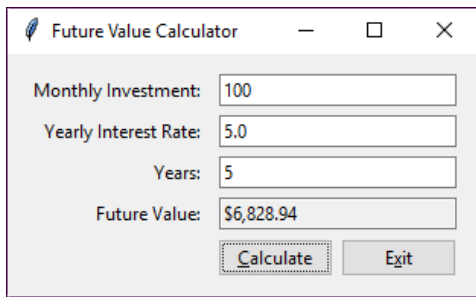 Future Value Calculator
Monthly Investment: 100
Yearly Interest Rate: 5.0
Years: 5
Future Value: $6,828.94
Calculate Exit